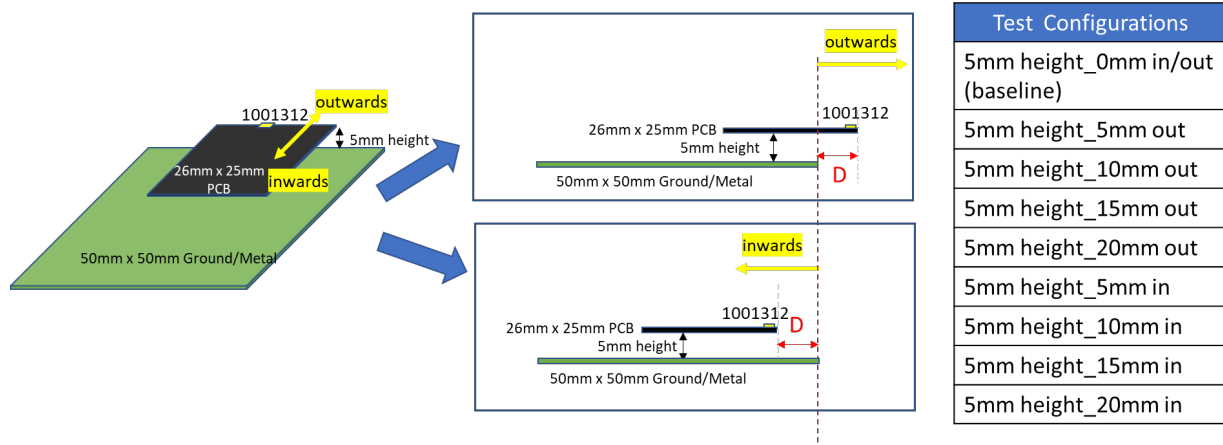 outwards
1001312
5mm height
26mm x 25mm
PCB
inwards
50mm x 50mm Ground/Metal
outwards
1001312
26mm x 25mm PCB
5mm height
D
50mm x 50mm Ground/Metal
inwards
1001312
D
26mm x 25mm PCB
5mm height
50mm x 50mm Ground/Metal
Test Configurations
5mm height_0mm in/out
(baseline)
5mm height_5mm out
5mm height_10mm out
5mm height_15mm out
5mm height_20mm out
5mm height_5mm in
5mm height_10mm in
5mm height_15mm in
5mm height_20mm in